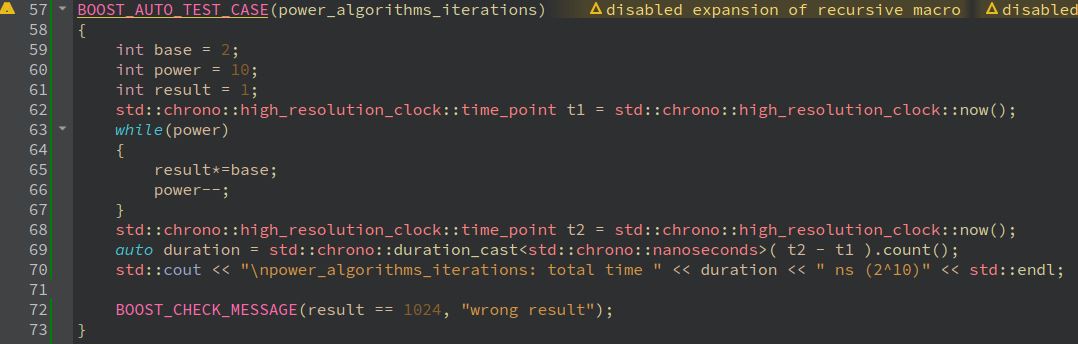 57 BOOST_AUTO_TEST_CASE(power_algorithms_iterations) disabled expansion of recursive macro disabled
58 {
59 int base = 2;
60 int power = 10;
61 int result = 1;
62 std::chrono::high_resolution_clock::time_point t1 = std::chrono::high_resolution_clock::now();
63 while(power)
64 {
65 result*=base;
66 power--;
67 }
68 std::chrono::high_resolution_clock::time_point t2 = std::chrono::high_resolution_clock::now();
69 auto duration = std::chrono::duration_cast<std::chrono::nanoseconds>( t2 - t1 ).count();
70 std::cout << "\npower_algorithms_iterations: total time " << duration << " ns (2^10)" << std::endl;
71
72 BOOST_CHECK_MESSAGE(result == 1024, "wrong result");
73 }